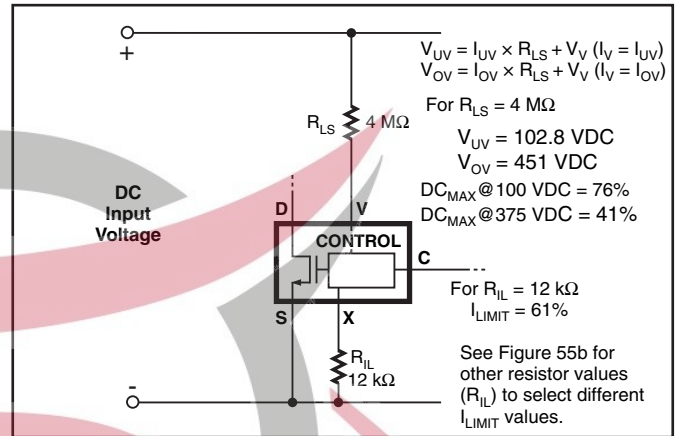 +
V_UV = I_UV × R_LS + V_V (I_V = I_UV)
V_OV = I_OV × R_LS + V_V (I_V = I_OV)
For R_LS = 4 MΩ
R_LS 4 MΩ
V_UV = 102.8 VDC
V_OV = 451 VDC
DC_MAX@100 VDC = 76%
DC_MAX@375 VDC = 41%
DC
Input
Voltage
D V
CONTROL
C
For R_IL = 12 kΩ
I_LIMIT = 61%
S X
R_IL
12 kΩ
See Figure 55b for
other resistor values
(R_IL) to select different
I_LIMIT values.
-